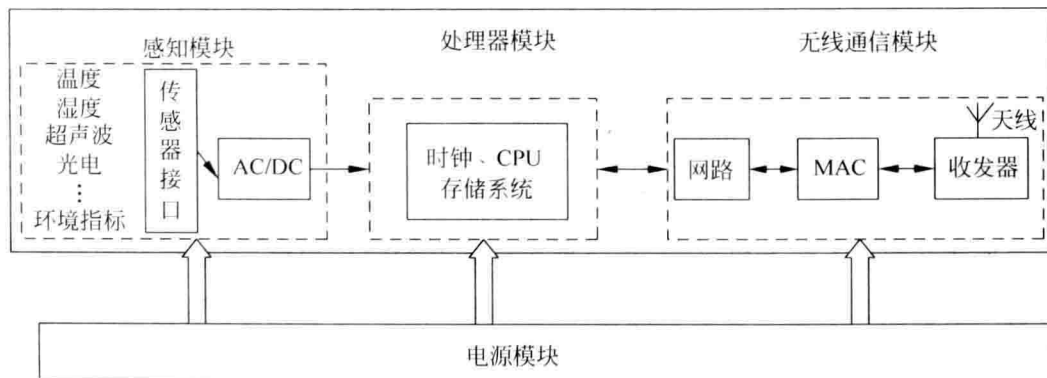 感知模块
处理器模块
无线通信模块
温度
湿度
超声波
光电
⋮
环境指标
传感器接口
AC/DC
时钟、CPU
存储系统
网路
MAC
收发器
天线
电源模块